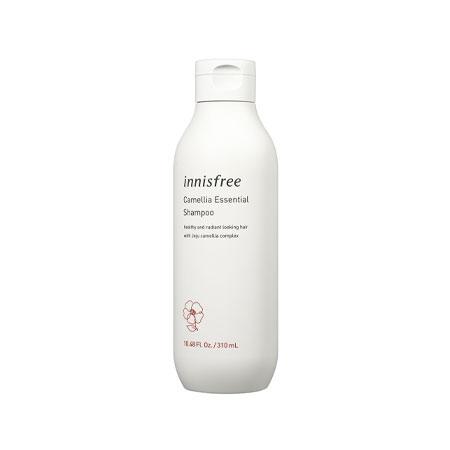 innisfree
Camellia Essential
Shampoo
healthy and radiant looking hair
with Jeju camellia complex
10.48 Fl. Oz. / 310 mL